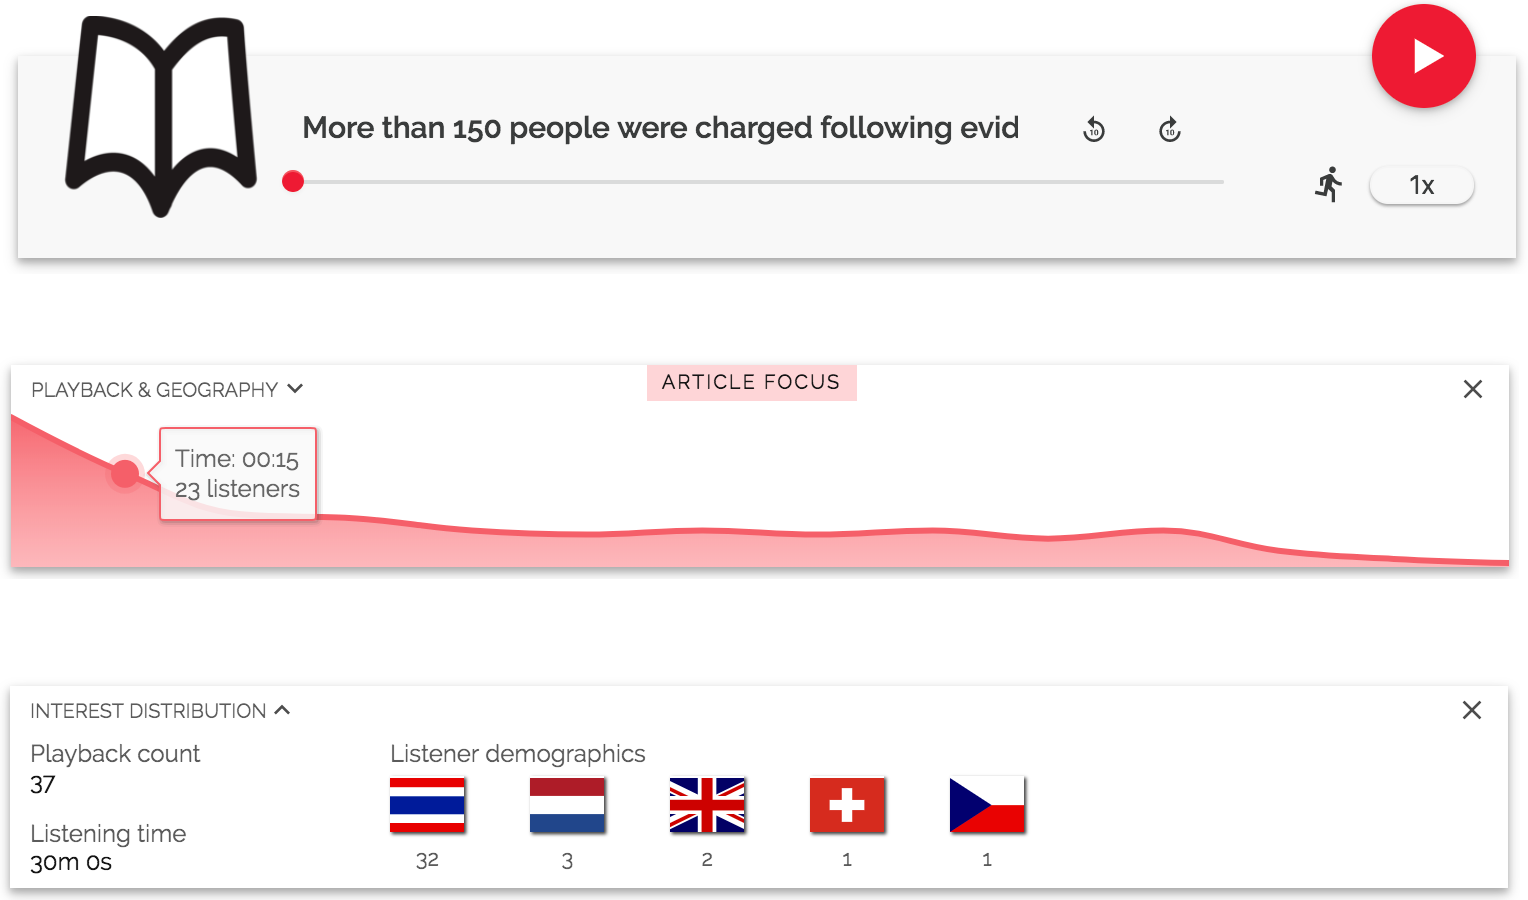 More than 150 people were charged following evid
10
10
1x
PLAYBACK & GEOGRAPHY
ARTICLE FOCUS
Time: 00:15
23 listeners
INTEREST DISTRIBUTION
Playback count
37
Listening time
30m 0s
Listener demographics
32
3
2
1
1